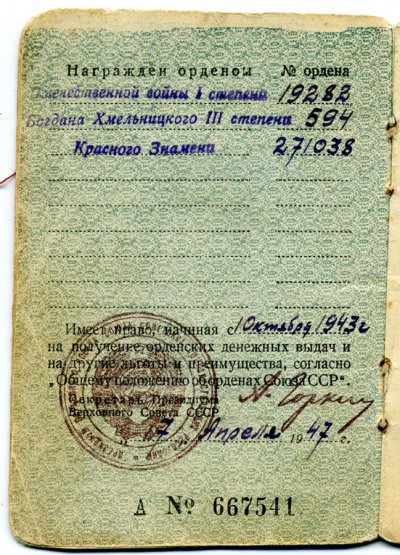 Награжден орденом № ордена
Отечественной войны I степени 19282
Богдана Хмельницкого III степени 594
Красного Знамени 271038
Имеет право, начиная с 1 Октября 1943г
на получение орденских денежных выдач и
на другие льготы и преимущества, согласно
„Общему положению об орденах Союза ССР“.
Секретарь Президиума
Верховного Совета СССР
А. Горкин
17 Апреля 1947 г.
А № 667541